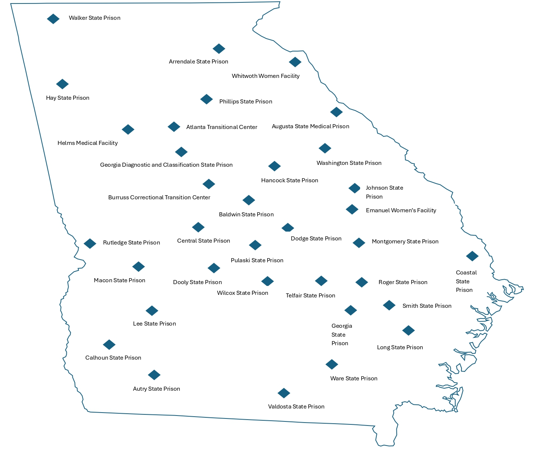 Walker State Prison
Arrendale State Prison
Whitwoth Women Facility
Hay State Prison
Phillips State Prison
Augusta State Medical Prison
Atlanta Transitional Center
Helms Medical Facility
Georgia Diagnostic and Classification State Prison
Washington State Prison
Hancock State Prison
Johnson State
Prison
Burruss Correctional Transition Center
Baldwin State Prison
Emanuel Women's Facility
Central State Prison
Dodge State Prison
Rutledge State Prison
Montgomery State Prison
Pulaski State Prison
Coastal
State
Prison
Macon State Prison
Dooly State Prison
Wilcox State Prison
Telfair State Prison
Roger State Prison
Smith State Prison
Lee State Prison
Georgia
State
Prison
Long State Prison
Calhoun State Prison
Ware State Prison
Autry State Prison
Valdosta State Prison